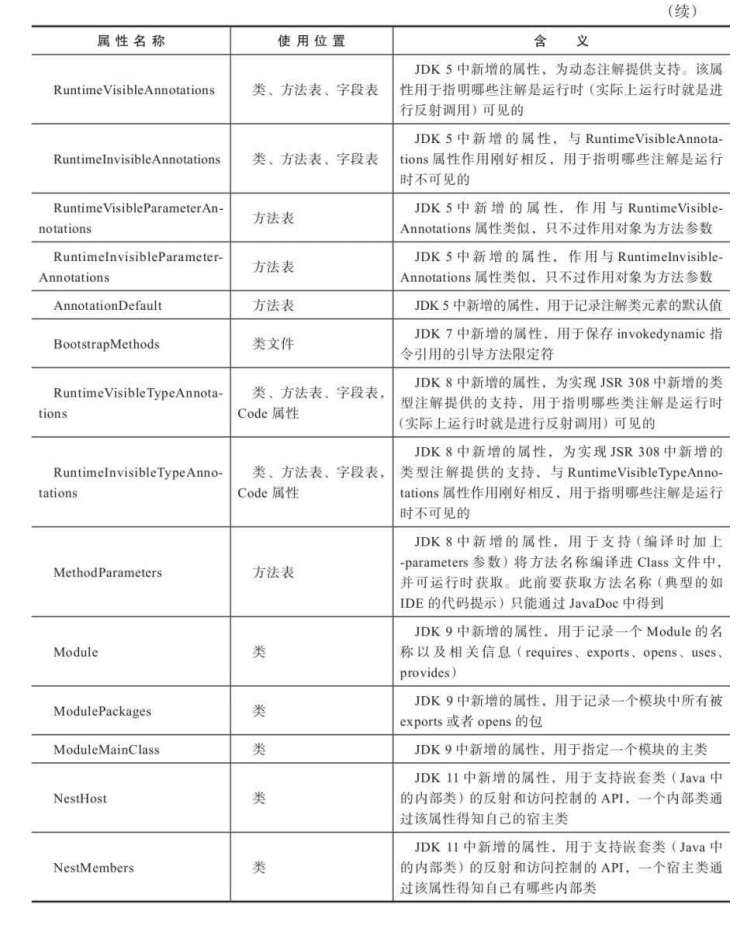 （续）
属性名称 使用位置 含 义
RuntimeVisibleAnnotations 类、方法表、字段表 JDK 5 中新增的属性，为动态注解提供支持。该属
性用于指明哪些注解是运行时（实际上运行时就是进
行反射调用）可见的
RuntimeInvisibleAnnotations 类、方法表、字段表 JDK 5 中新增的属性，与 RuntimeVisibleAnnota-
tions 属性作用刚好相反，用于指明哪些注解是运行
时不可见的
RuntimeVisibleParameterAn-
notations
方法表
JDK 5 中新增的属性，作用与 RuntimeVisible-
Annotations 属性类似，只不过作用对象为方法参数
RuntimeInvisibleParameter-
Annotations
方法表
JDK 5 中新增的属性，作用与 RuntimeInvisible-
Annotations 属性类似，只不过作用对象为方法参数
AnnotationDefault 方法表 JDK 5 中新增的属性，用于记录注解类元素的默认值
BootstrapMethods 类文件 JDK 7 中新增的属性，用于保存 invokedynamic 指
令引用的引导方法限定符
RuntimeVisibleTypeAnnota-
tions
类、方法表、字段表，
Code 属性
JDK 8 中新增的属性，为实现 JSR 308 中新增的类
型注解提供的支持，用于指明哪些类注解是运行时
（实际上运行时就是进行反射调用）可见的
RuntimeInvisibleTypeAnno-
tations
类、方法表、字段表，
Code 属性
JDK 8 中新增的属性，为实现 JSR 308 中新增的
类型注解提供的支持，与 RuntimeVisibleTypeAnno-
tations 属性作用刚好相反，用于指明哪些注解是运行
时不可见的
MethodParameters 方法表 JDK 8 中新增的属性，用于支持（编译时加上
-parameters 参数）将方法名称编译进 Class 文件中，
并可运行时获取。此前要获取方法名称（典型的如
IDE 的代码提示）只能通过 JavaDoc 中得到
Module 类 JDK 9 中新增的属性，用于记录一个 Module 的名
称以及相关信息（requires、exports、opens、uses、
provides）
ModulePackages 类 JDK 9 中新增的属性，用于记录一个模块中所有被
exports 或者 opens 的包
ModuleMainClass 类 JDK 9 中新增的属性，用于指定一个模块的主类
NestHost 类 JDK 11 中新增的属性，用于支持嵌套类（Java 中
的内部类）的反射和访问控制的 API，一个内部类通
过该属性得知自己的宿主类
NestMembers 类 JDK 11 中新增的属性，用于支持嵌套类（Java 中
的内部类）的反射和访问控制的 API，一个宿主类通
过该属性得知自己有哪些内部类